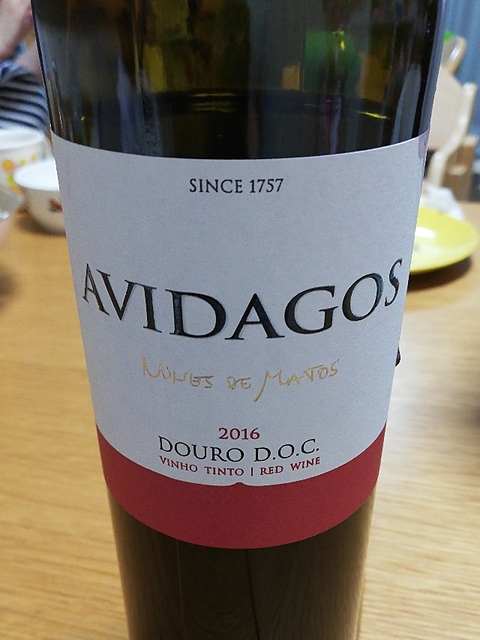 SINCE 1757
AVIDAGOS
NUNES DE MATOS
2016
DOURO D.O.C.
VINHO TINTO | RED WINE